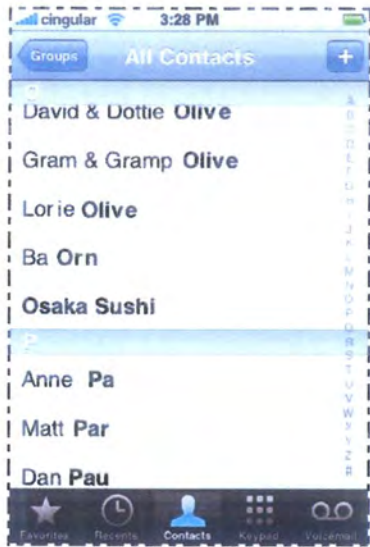 cingular 3:28 PM
Groups All Contacts +
O
David & Dottie Olive
Gram & Gramp Olive
Lorie Olive
Ba Orn
Osaka Sushi
P
Anne Pa
Matt Par
Dan Pau
A
B
C
D
E
F
G
H
I
J
K
L
M
N
O
P
Q
R
S
T
U
V
W
X
Y
Z
Favorites Recents Contacts Keypad Voicemail